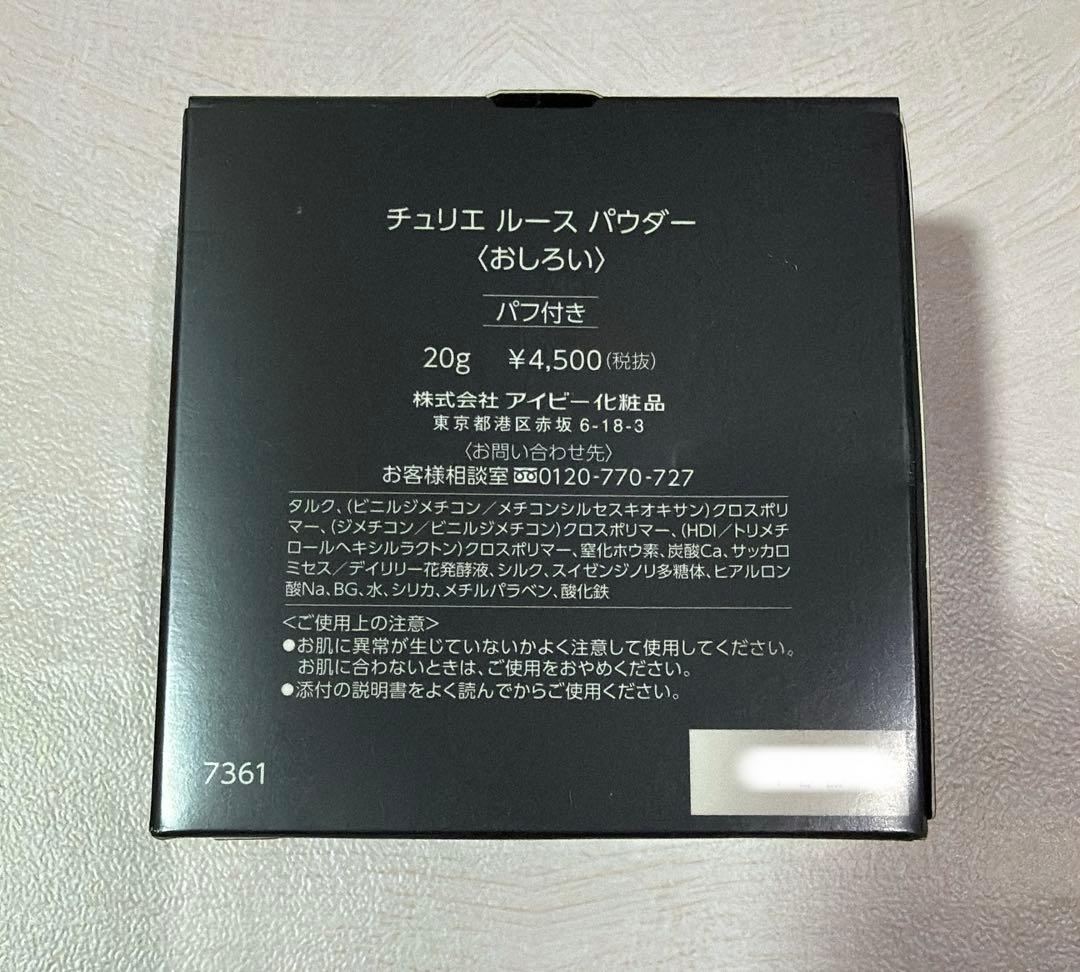 チュリエ ルース パウダー
〈おしろい〉
パフ付き
20g ¥4,500(税抜)
株式会社 アイビー化粧品
東京都港区赤坂 6-18-3
〈お問い合わせ先〉
お客様相談室 0120-770-727
タルク、(ビニルジメチコン/メチコンシルセスキオキサン)クロスポリ
マー、(ジメチコン/ビニルジメチコン)クロスポリマー、(HDI/トリメチ
ロールヘキシルラクトン)クロスポリマー、窒化ホウ素、炭酸Ca、サッカロ
ミセス/デイリリー花発酵液、シルク、スイゼンジノリ多糖体、ヒアルロン
酸Na、BG、水、シリカ、メチルパラベン、酸化鉄
<ご使用上の注意>
●お肌に異常が生じていないかよく注意して使用してください。
お肌に合わないときは、ご使用をおやめください。
●添付の説明書をよく読んでからご使用ください。
7361